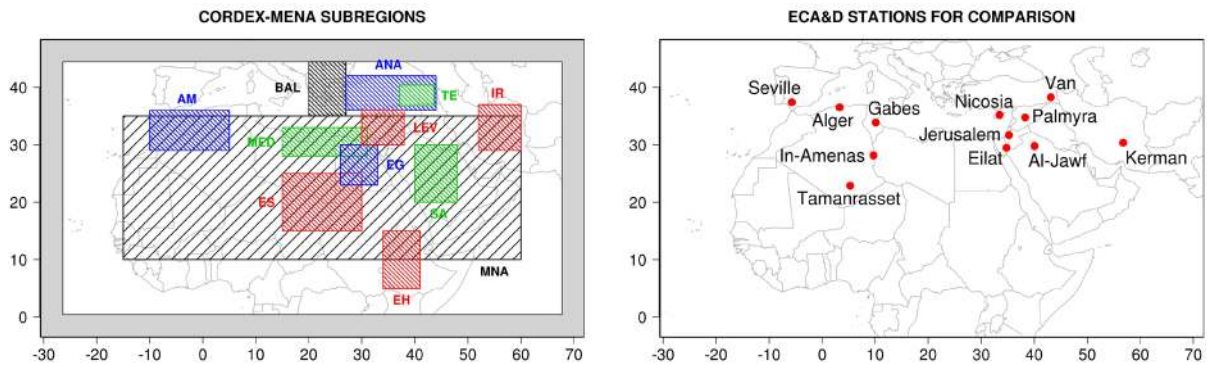 CORDEX-MENA SUBREGIONS
40
30
20
10
0
-30 -20 -10 0 10 20 30 40 50 60 70
AM
BAL
ANA
TE
IR
MED
LEV
EG
ES
SA
MNA
EH
ECA&D STATIONS FOR COMPARISON
40
30
20
10
0
-30 -20 -10 0 10 20 30 40 50 60 70
Seville
Van
Nicosia
Alger
Gabes
Palmyra
Jerusalem
In-Amenas
Eilat
Al-Jawf
Kerman
Tamanrasset